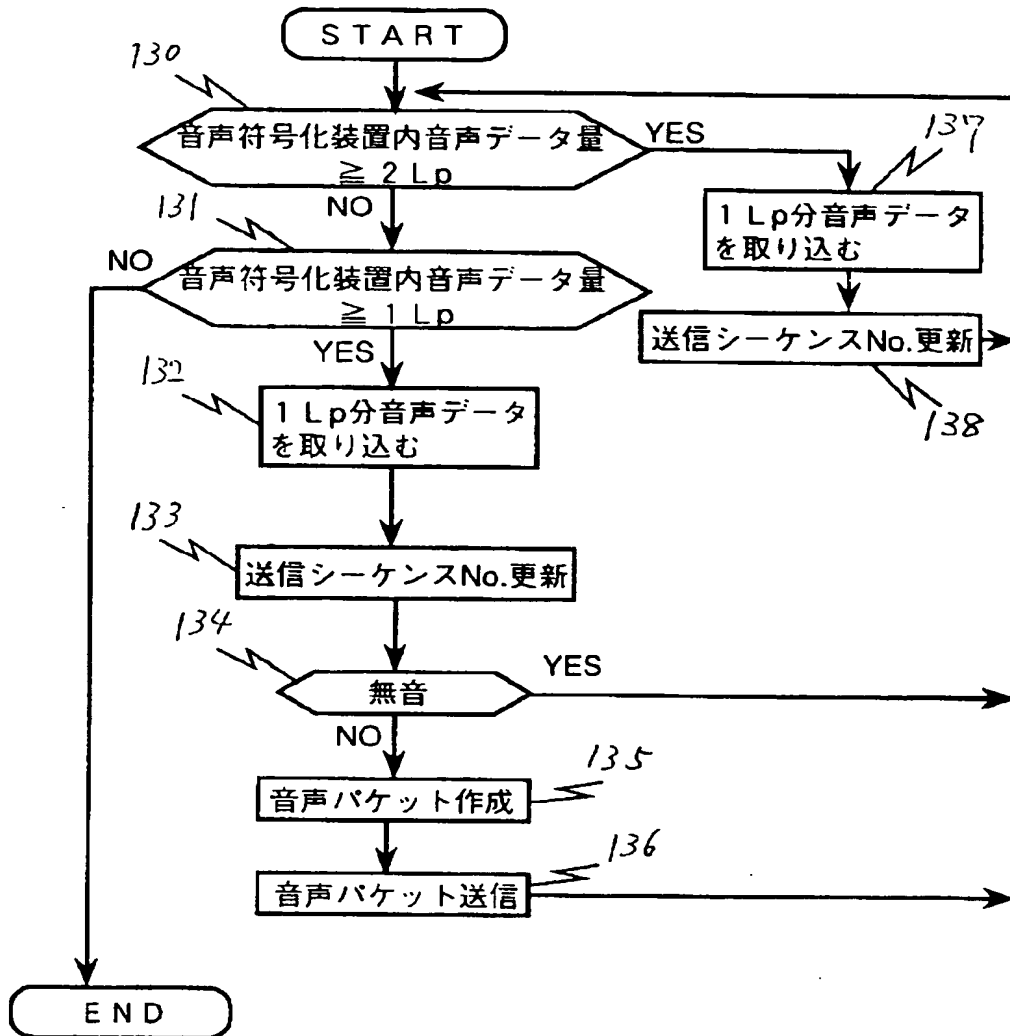 START
130
音声符号化装置内音声データ量
≧ 2 Lp
YES
NO
137
1 Lp分音声データ
を取り込む
送信シーケンスNo.更新
138
131
NO
音声符号化装置内音声データ量
≧ 1 Lp
YES
132
1 Lp分音声データ
を取り込む
133
送信シーケンスNo.更新
134
無音
YES
NO
135
音声パケット作成
136
音声パケット送信
END